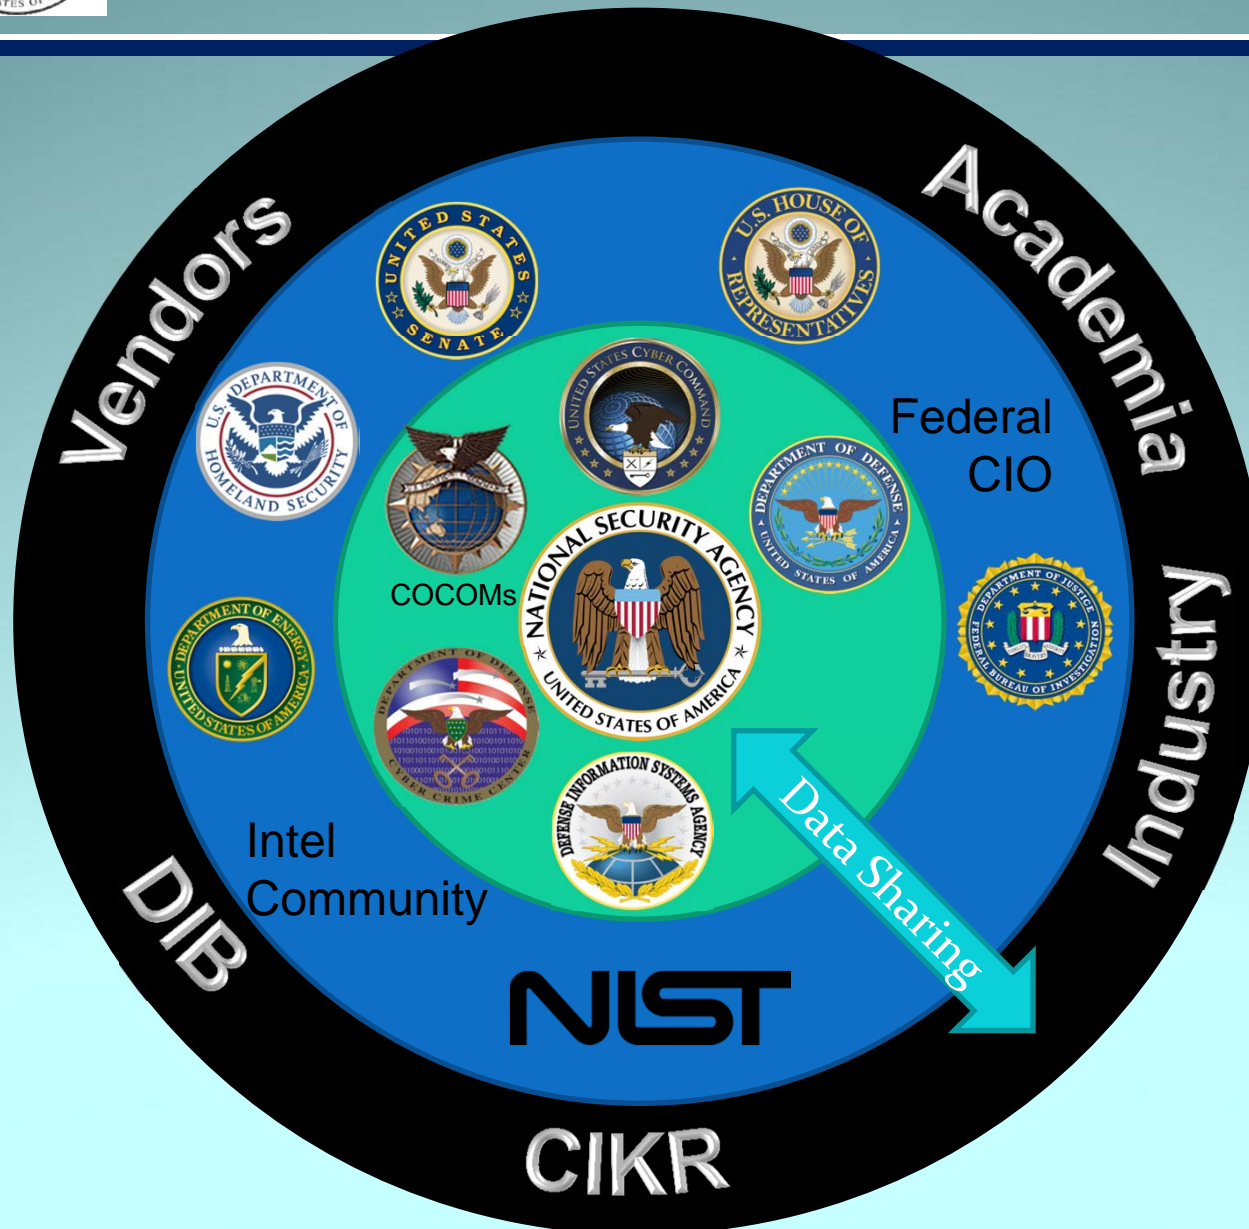 TES OF
Vendors
Academia
UNITED STATES
SENATE
U.S. HOUSE OF
REPRESENTATIVES
U.S. DEPARTMENT OF
HOMELAND SECURITY
UNITED STATES CYBER COMMAND
Federal
CIO
DEPARTMENT OF DEFENSE
UNITED STATES OF AMERICA
COCOMs
NATIONAL SECURITY AGENCY
UNITED STATES OF AMERICA
DEPARTMENT OF JUSTICE
FEDERAL BUREAU OF INVESTIGATION
Industry
DEPARTMENT OF ENERGY
UNITED STATES OF AMERICA
DEPARTMENT OF DEFENSE
CYBER CRIME CENTER
DEFENSE INFORMATION SYSTEMS AGENCY
Data Sharing
Intel
Community
DIB
NIST
CIKR